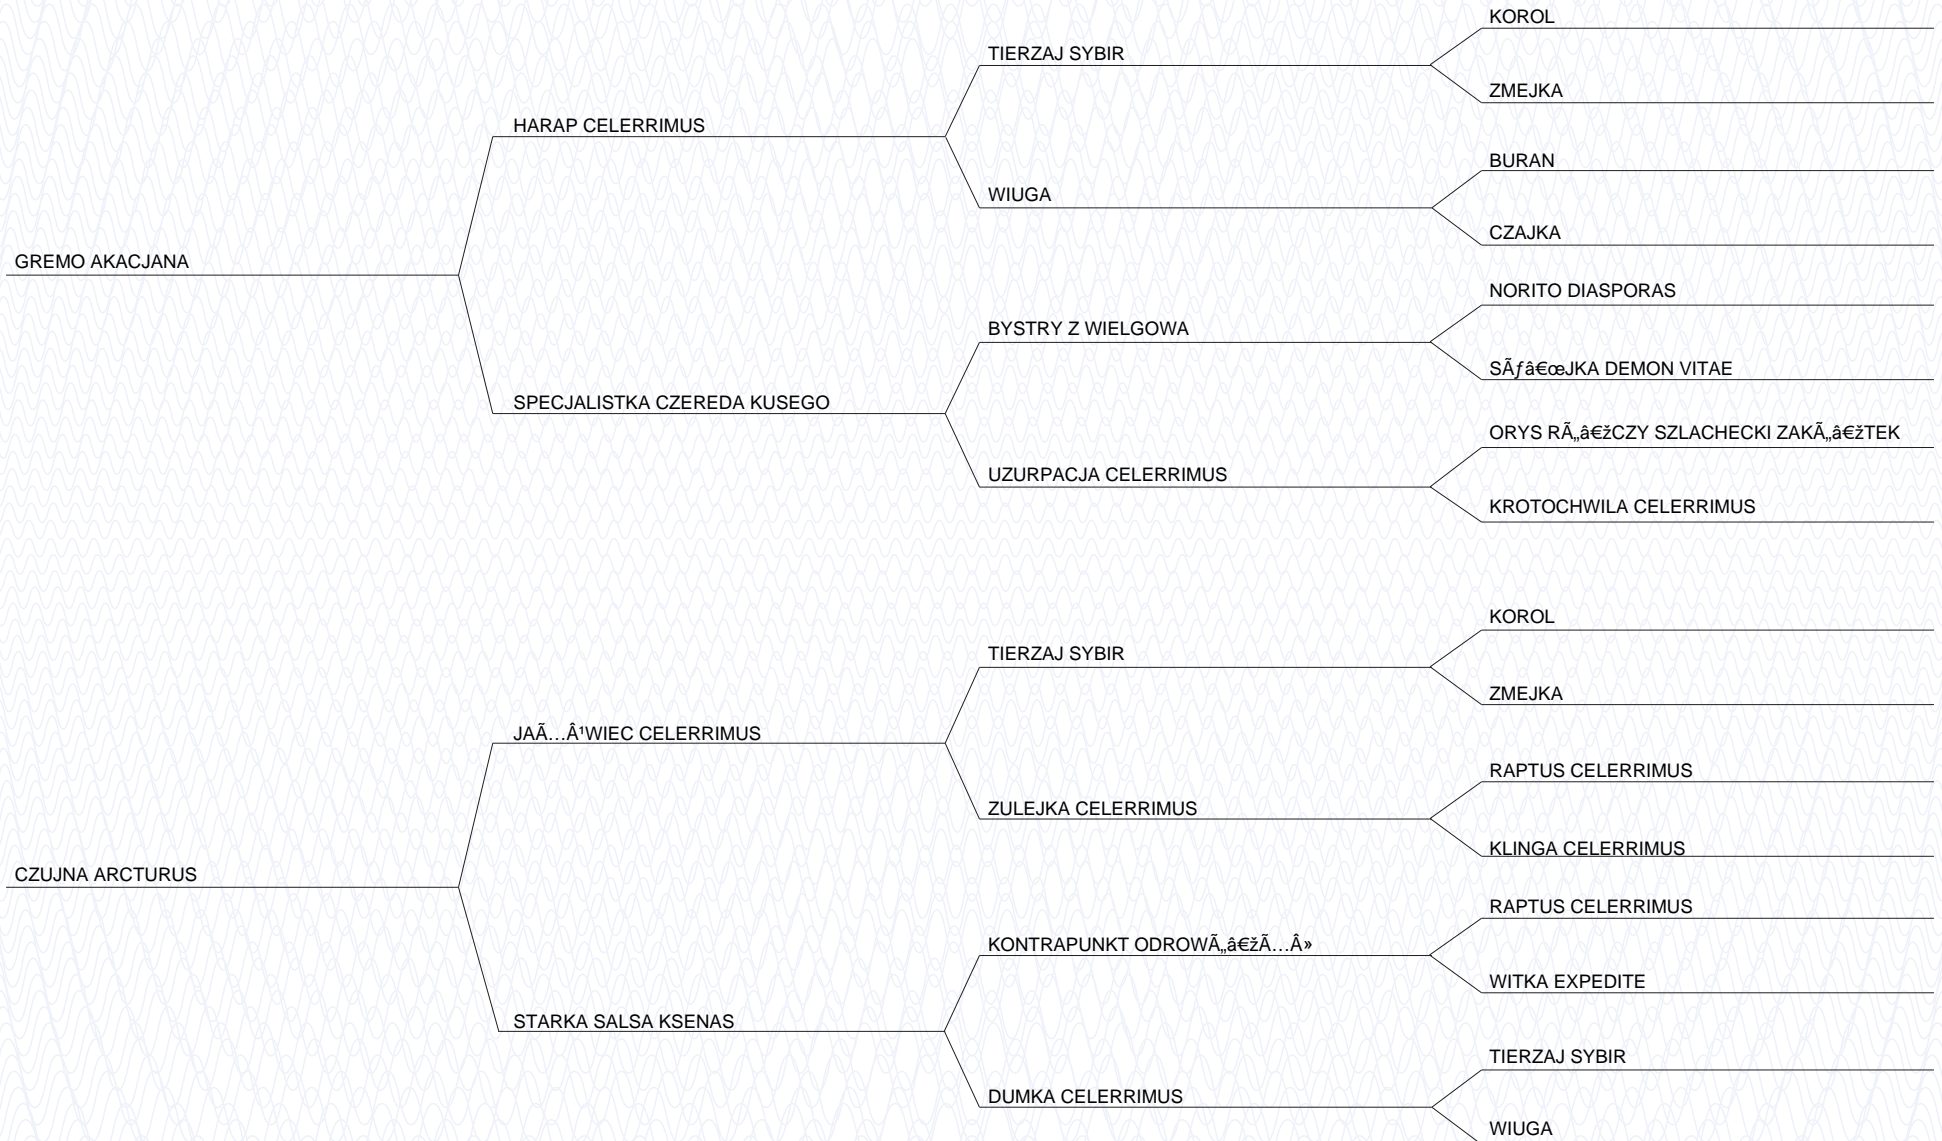 KOROL
TIERZAJ SYBIR
ZMEJKA
HARAP CELERRIMUS
BURAN
WIUGA
CZAJKA
GREMO AKACJANA
NORITO DIASPORAS
BYSTRY Z WIELGOWA
SÃƒâ€œJKA DEMON VITAE
SPECJALISTKA CZEREDA KUSEGO
ORYS RÃ„â€žCZY SZLACHECKI ZAKÃ„â€žTEK
UZURPACJA CELERRIMUS
KROTOCHWILA CELERRIMUS
KOROL
TIERZAJ SYBIR
ZMEJKA
JAÃ…Â¹WIEC CELERRIMUS
RAPTUS CELERRIMUS
ZULEJKA CELERRIMUS
KLINGA CELERRIMUS
CZUJNA ARCTURUS
RAPTUS CELERRIMUS
KONTRAPUNKT ODROWÃ„â€žÃ…Â»
WITKA EXPEDITE
STARKA SALSA KSENAS
TIERZAJ SYBIR
DUMKA CELERRIMUS
WIUGA